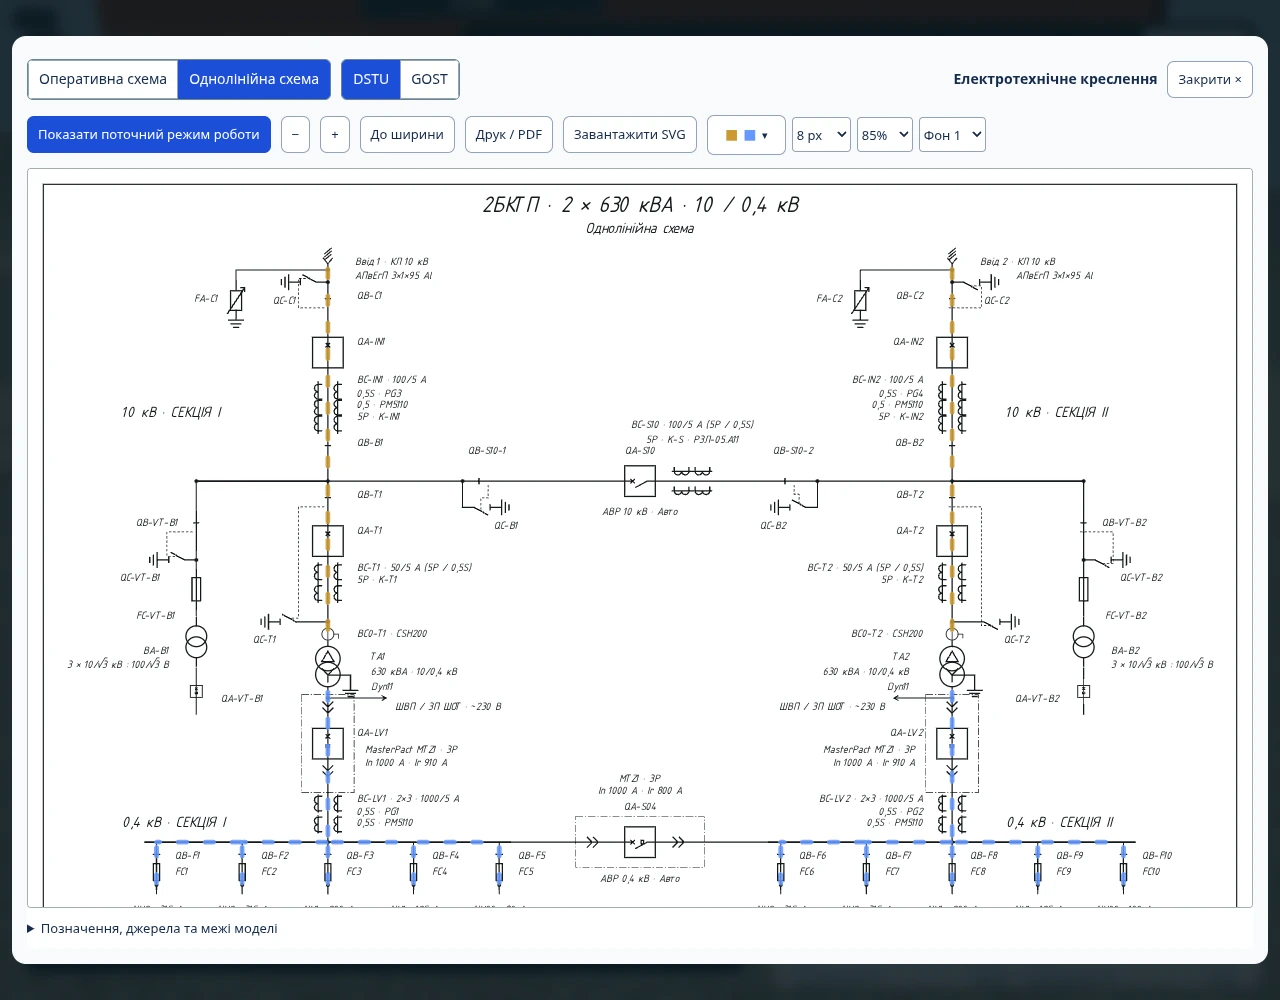 Оперативна схема
Однолінійна схема
DSTU
GOST
Електротехнічне креслення
Закрити ×
Показати поточний режим роботи
−
+
До ширини
Друк / PDF
Завантажити SVG
8 px
85%
Фон 1
2БКТП · 2 × 630 кВА · 10 / 0,4 кВ
Однолінійна схема
Ввід 1 · КЛ 10 кВ
АПвЕгП 3×1×95 Al
FA-C1
QC-C1
QB-C1
QA-IN1
BC-IN1 · 100/5 A
0,5S · PG3
0,5 · PM5110
5P · K-IN1
10 кВ · СЕКЦІЯ I
QB-B1
Ввід 2 · КЛ 10 кВ
АПвЕгП 3×1×95 Al
FA-C2
QB-C2
QC-C2
QA-IN2
BC-IN2 · 100/5 A
0,5S · PG4
0,5 · PM5110
5P · K-IN2
10 кВ · СЕКЦІЯ II
QB-B2
BC-S10 · 100/5 A (5P / 0,5S)
5P · K-S · РЗЛ-05.А11
QB-S10-1
QA-S10
QB-S10-2
QC-B1
АВР 10 кВ · Авто
QC-B2
QB-T1
QB-VT-B1
QA-T1
BC-T1 · 50/5 A (5P / 0,5S)
5P · K-T1
QC-VT-B1
FC-VT-B1
QC-T1
BC0-T1 · CSH200
BA-B1
3 × 10/√3 кВ : 100/√3 В
QA-VT-B1
TA1
630 кВА · 10/0,4 кВ
Dyn11
ШВП / ЗП ШОТ · ~230 В
QB-T2
QB-VT-B2
QA-T2
BC-T2 · 50/5 A (5P / 0,5S)
5P · K-T2
QC-VT-B2
FC-VT-B2
BC0-T2 · CSH200
QC-T2
BA-B2
3 × 10/√3 кВ : 100/√3 В
QA-VT-B2
TA2
630 кВА · 10/0,4 кВ
Dyn11
ШВП / ЗП ШОТ · ~230 В
QA-LV1
MasterPact MTZ1 · 3P
In 1000 A · Ir 910 A
BC-LV1 · 2×3 · 1000/5 A
0,5S · PG1
0,5S · PM5110
0,4 кВ · СЕКЦІЯ I
QA-LV2
MasterPact MTZ1 · 3P
In 1000 A · Ir 910 A
BC-LV2 · 2×3 · 1000/5 A
0,5S · PG2
0,5S · PM5110
0,4 кВ · СЕКЦІЯ II
MTZ1 · 3P
In 1000 A · Ir 800 A
QA-S04
АВР 0,4 кВ · Авто
QB-F1
FC1
QB-F2
FC2
QB-F3
FC3
QB-F4
FC4
QB-F5
FC5
QB-F6
FC6
QB-F7
FC7
QB-F8
FC8
QB-F9
FC9
QB-F10
FC10
Позначення, джерела та межі моделі